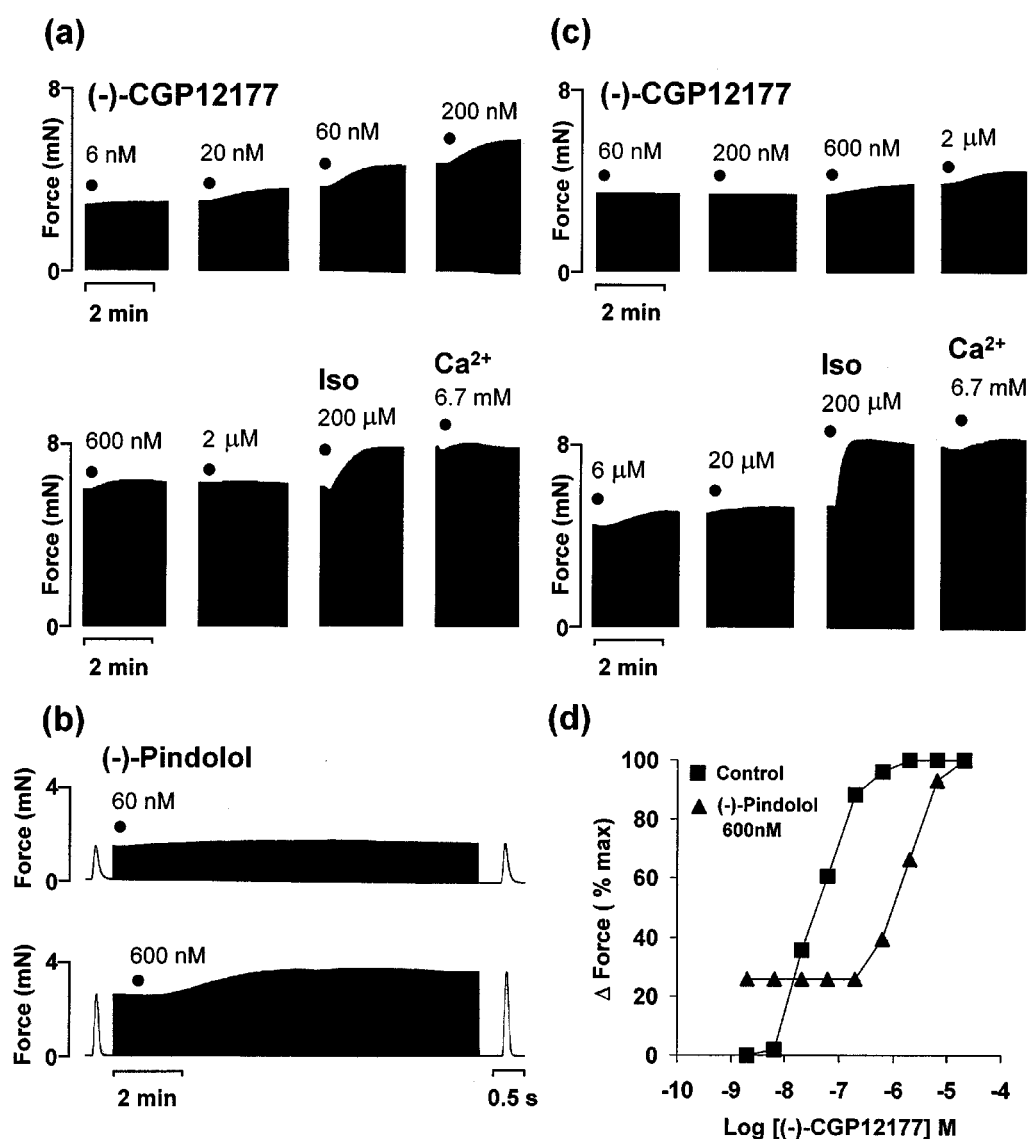 (a)
(-)-CGP12177
8
Force (mN)
0
6 nM
20 nM
60 nM
200 nM
2 min
8
Force (mN)
0
600 nM
2 µM
Iso
200 µM
Ca²⁺
6.7 mM
2 min
(b)
(-)-Pindolol
4
Force (mN)
0
60 nM
4
Force (mN)
0
600 nM
2 min
0.5 s
(c)
(-)-CGP12177
8
Force (mN)
0
60 nM
200 nM
600 nM
2 µM
2 min
8
Force (mN)
0
6 µM
20 µM
Iso
200 µM
Ca²⁺
6.7 mM
2 min
(d)
Control
(-)-Pindolol
600nM
Δ Force ( % max)
100
80
60
40
20
0
-10 -9 -8 -7 -6 -5 -4
Log [(-)-CGP12177] M